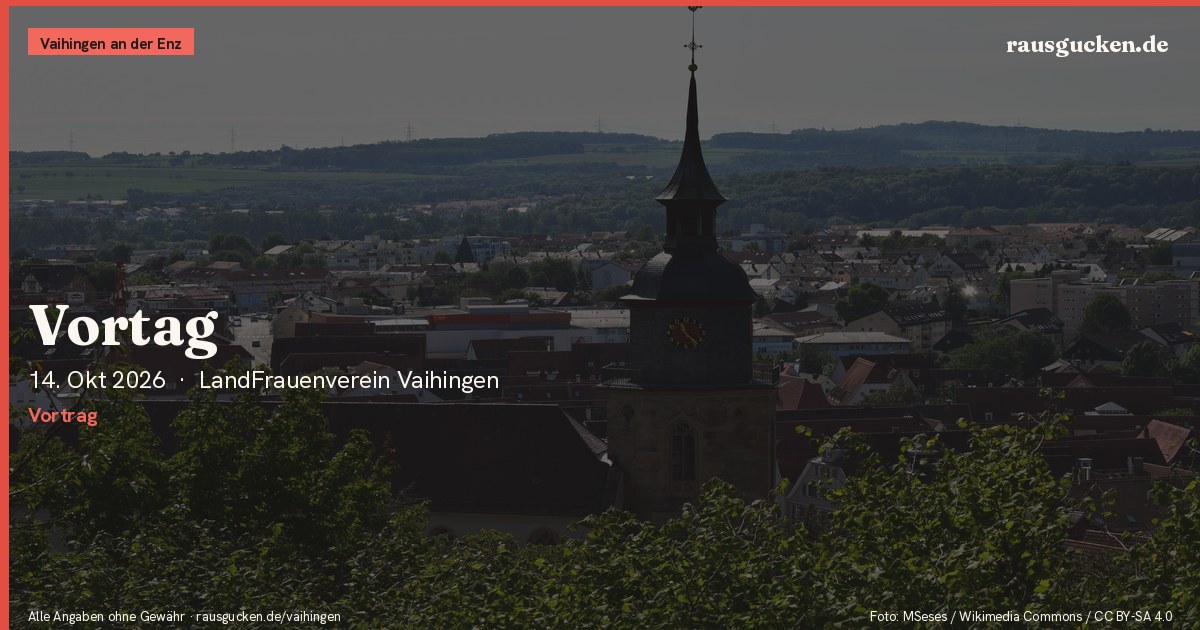 Vaihingen an der Enz
rausgucken.de
Vortag
14. Okt 2026 · LandFrauenverein Vaihingen
Vortrag
Alle Angaben ohne Gewähr · rausgucken.de/vaihingen
Foto: MSeses / Wikimedia Commons / CC BY-SA 4.0